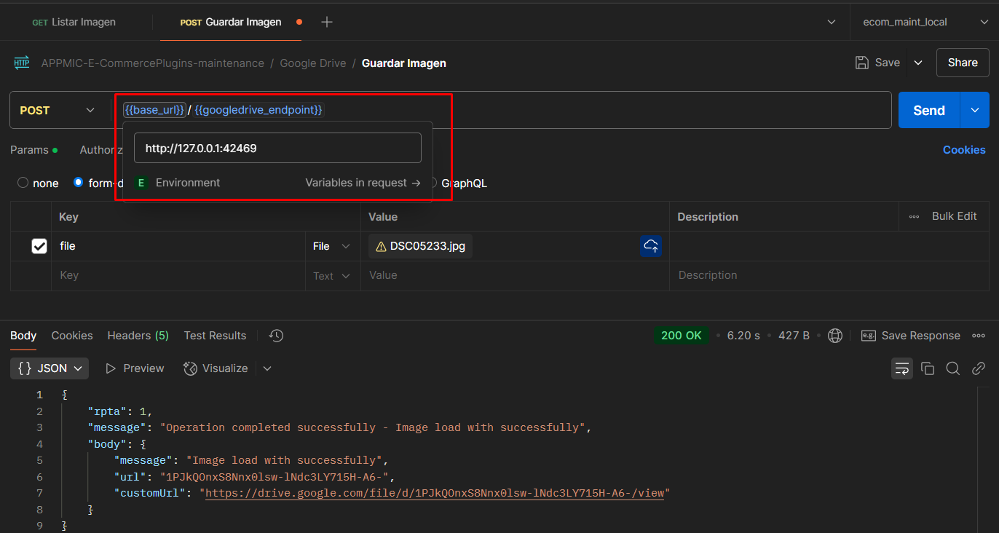 GET Listar Imagen
POST Guardar Imagen
ecom_maint_local
HTTP APPMIC-E-CommercePlugins-maintenance / Google Drive / Guardar Imagen
Save
Share
POST
{{base_url}} / {{googledrive_endpoint}}
Send
http://127.0.0.1:42469
Params
Authoriz
Cookies
none
form-d
E Environment
Variables in request →
GraphQL
Key Value Description Bulk Edit
file File DSC05233.jpg
Key Text Value Description
Body Cookies Headers (5) Test Results
200 OK • 6.20 s • 427 B
e.g. Save Response
{} JSON Preview Visualize
1 {
2 "rpta": 1,
3 "message": "Operation completed successfully - Image load with successfully",
4 "body": {
5 "message": "Image load with successfully",
6 "url": "1PJkQOnxS8Nnx0lsw-lNdc3LY715H-A6-",
7 "customUrl": "https://drive.google.com/file/d/1PJkQOnxS8Nnx0lsw-lNdc3LY715H-A6-/view"
8 }
9 }